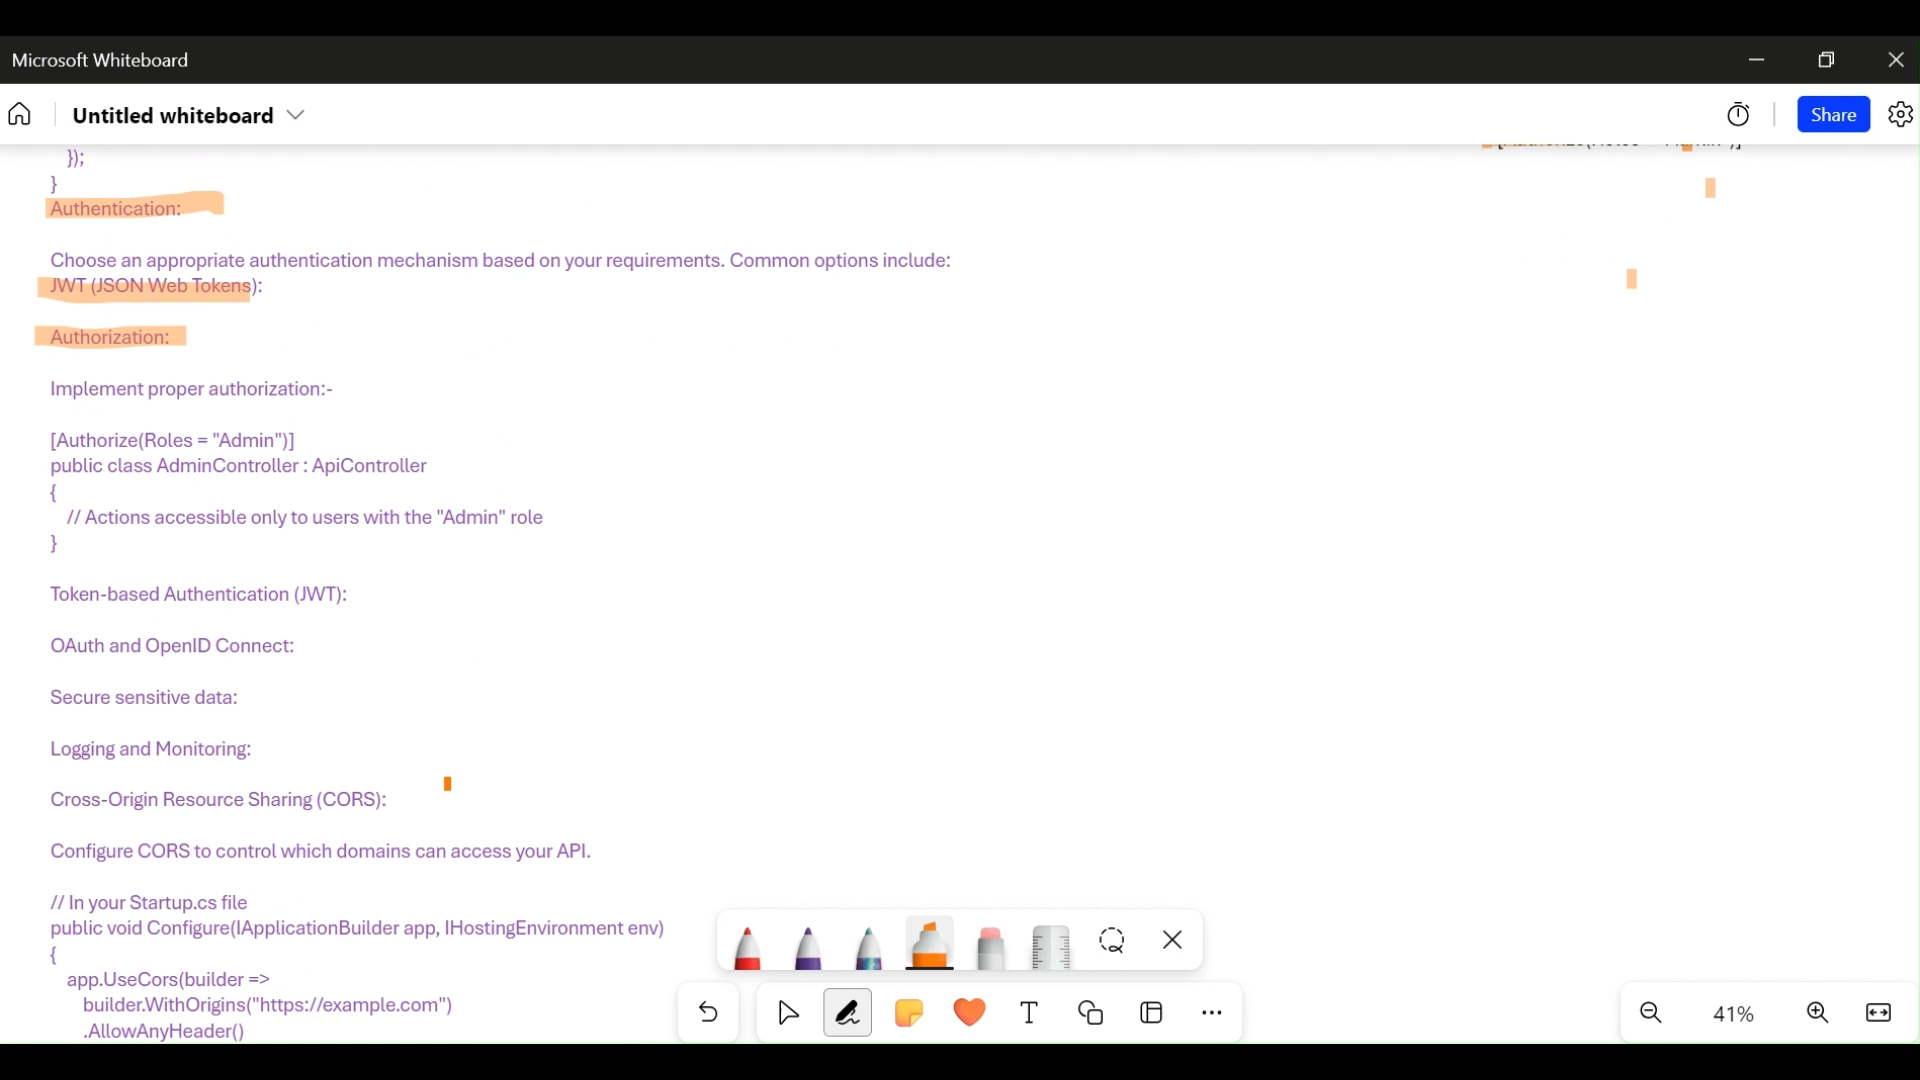 Microsoft Whiteboard
Untitled whiteboard
Share
});
}
Authentication:
Choose an appropriate authentication mechanism based on your requirements. Common options include:
JWT (JSON Web Tokens):
Authorization:
Implement proper authorization:-
[Authorize(Roles = "Admin")]
public class AdminController : ApiController
{
// Actions accessible only to users with the "Admin" role
}
Token-based Authentication (JWT):
OAuth and OpenID Connect:
Secure sensitive data:
Logging and Monitoring:
Cross-Origin Resource Sharing (CORS):
Configure CORS to control which domains can access your API.
// In your Startup.cs file
public void Configure(IApplicationBuilder app, IHostingEnvironment env)
{
app.UseCors(builder =>
builder.WithOrigins("https://example.com")
.AllowAnyHeader()
41%